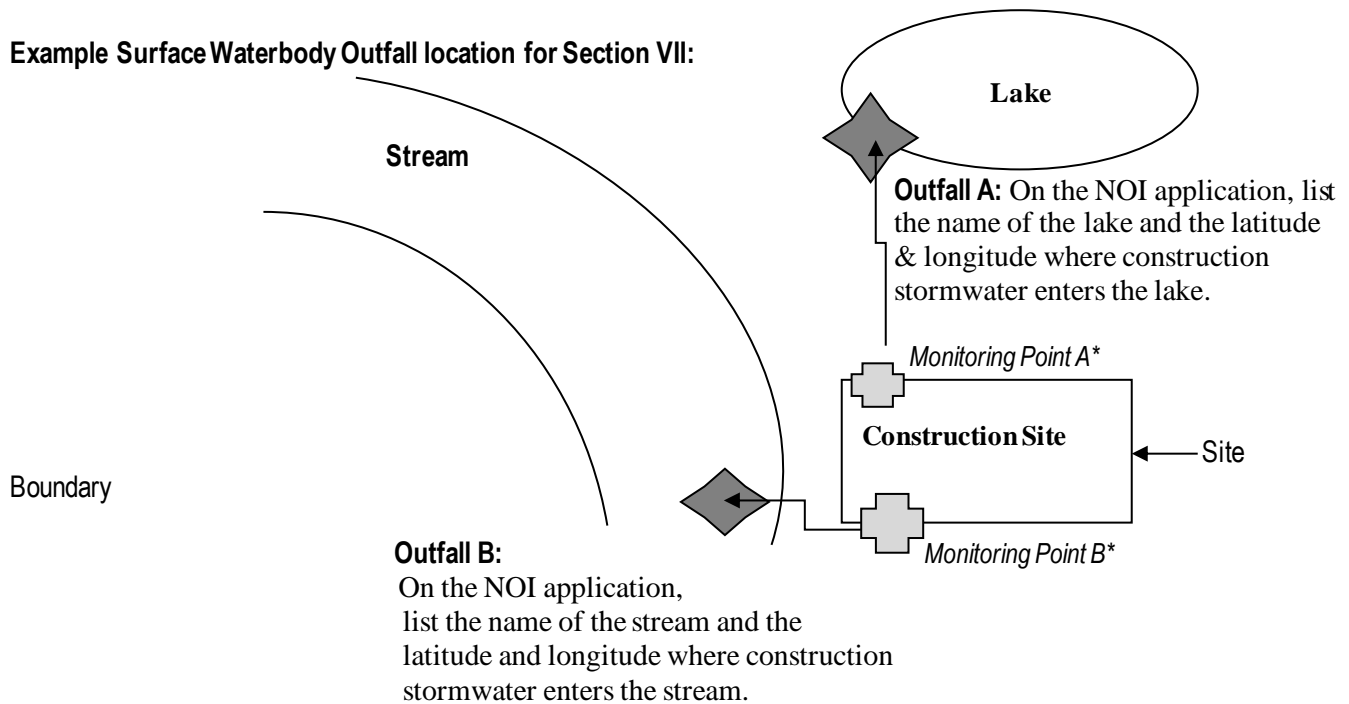 Example Surface Waterbody Outfall location for Section VII:
Lake
Stream
Outfall A: On the NOI application, list
the name of the lake and the latitude
& longitude where construction
stormwater enters the lake.
Monitoring Point A*
Construction Site
Site
Boundary
Monitoring Point B*
Outfall B:
On the NOI application,
list the name of the stream and the
latitude and longitude where construction
stormwater enters the stream.